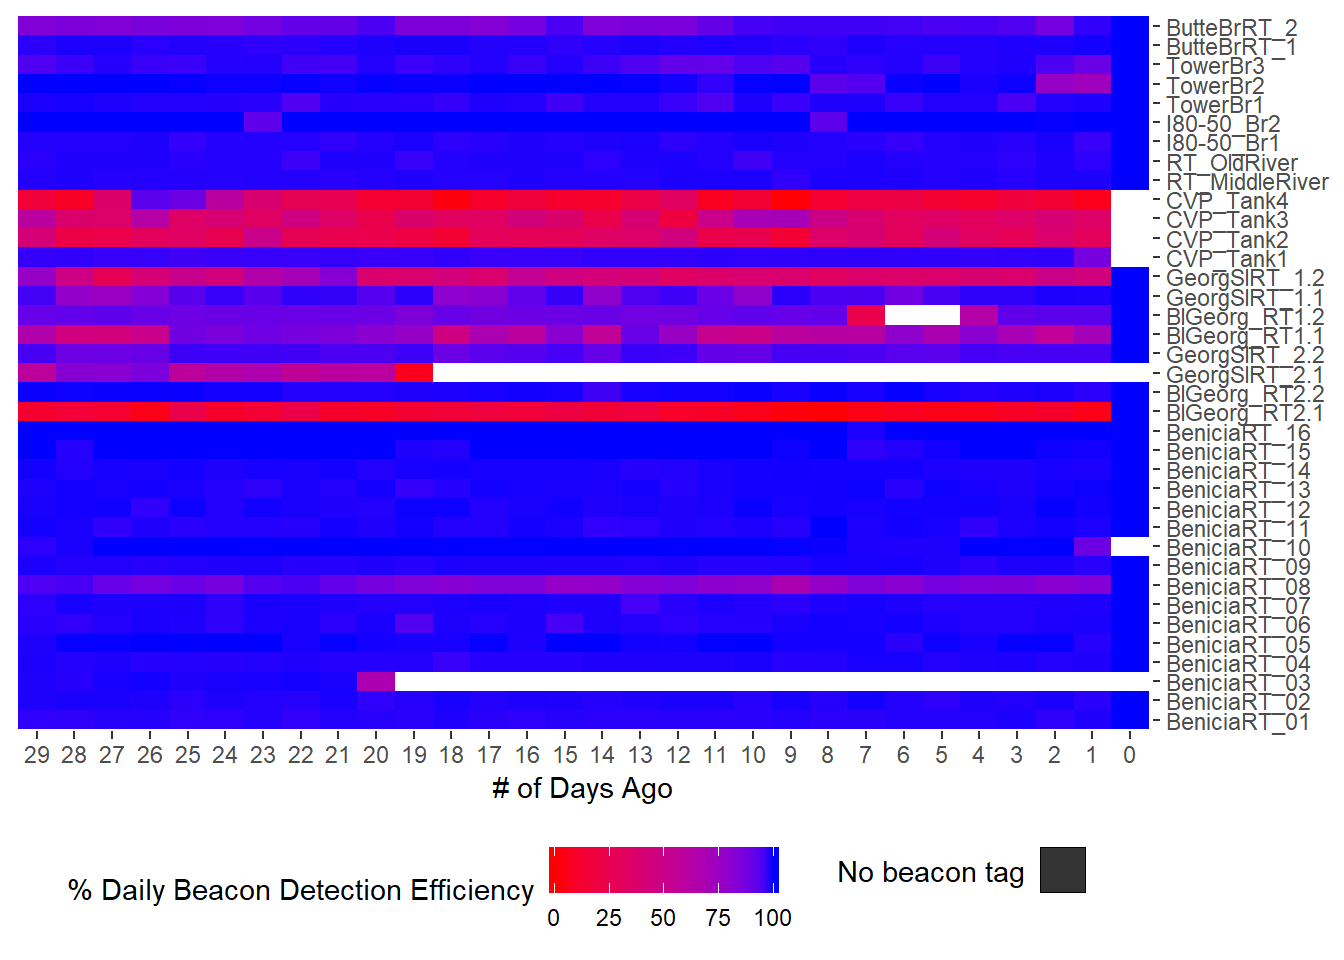 ButteBrRT_2
ButteBrRT_1
TowerBr3
TowerBr2
TowerBr1
I80-50_Br2
I80-50_Br1
RT_OldRiver
RT_MiddleRiver
CVP_Tank4
CVP_Tank3
CVP_Tank2
CVP_Tank1
GeorgSlRT_1.2
GeorgSlRT_1.1
BlGeorg_RT1.2
BlGeorg_RT1.1
GeorgSlRT_2.2
GeorgSlRT_2.1
BlGeorg_RT2.2
BlGeorg_RT2.1
BeniciaRT_16
BeniciaRT_15
BeniciaRT_14
BeniciaRT_13
BeniciaRT_12
BeniciaRT_11
BeniciaRT_10
BeniciaRT_09
BeniciaRT_08
BeniciaRT_07
BeniciaRT_06
BeniciaRT_05
BeniciaRT_04
BeniciaRT_03
BeniciaRT_02
BeniciaRT_01
29 28 27 26 25 24 23 22 21 20 19 18 17 16 15 14 13 12 11 10 9 8 7 6 5 4 3 2 1 0
# of Days Ago
% Daily Beacon Detection Efficiency
0 25 50 75 100
No beacon tag